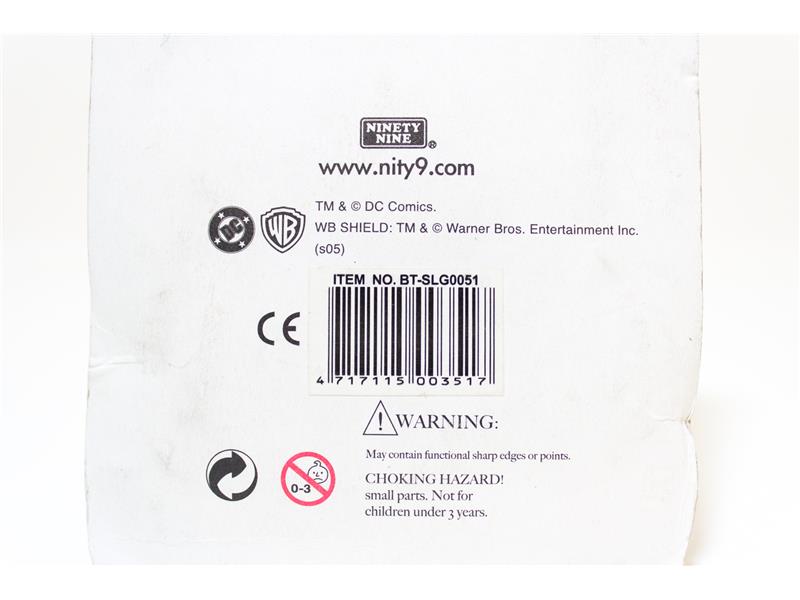 NINETY
NINE®
www.nity9.com
DC
WB
TM & © DC Comics.
WB SHIELD: TM & © Warner Bros. Entertainment Inc.
(s05)
ITEM NO. BT-SLG0051
CE
4 717115 003517
! WARNING:
May contain functional sharp edges or points.
0-3
CHOKING HAZARD!
small parts. Not for
children under 3 years.